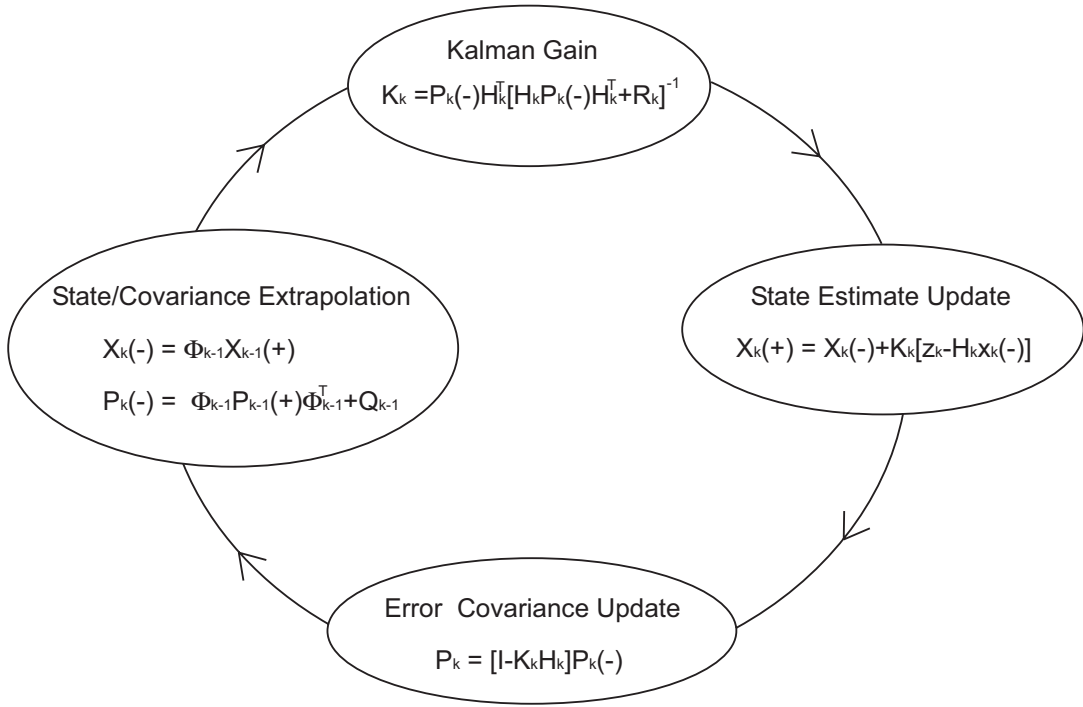 Kalman Gain
Kₖ =Pₖ(-)Hₖᵀ[HₖPₖ(-)Hₖᵀ+Rₖ]⁻¹
State/Covariance Extrapolation
Xₖ(-) = Φₖ₋₁Xₖ₋₁(+)
Pₖ(-) = Φₖ₋₁Pₖ₋₁(+)Φₖ₋₁ᵀ+Qₖ₋₁
State Estimate Update
Xₖ(+) = Xₖ(-)+Kₖ[zₖ-Hₖxₖ(-)]
Error Covariance Update
Pₖ = [I-KₖHₖ]Pₖ(-)